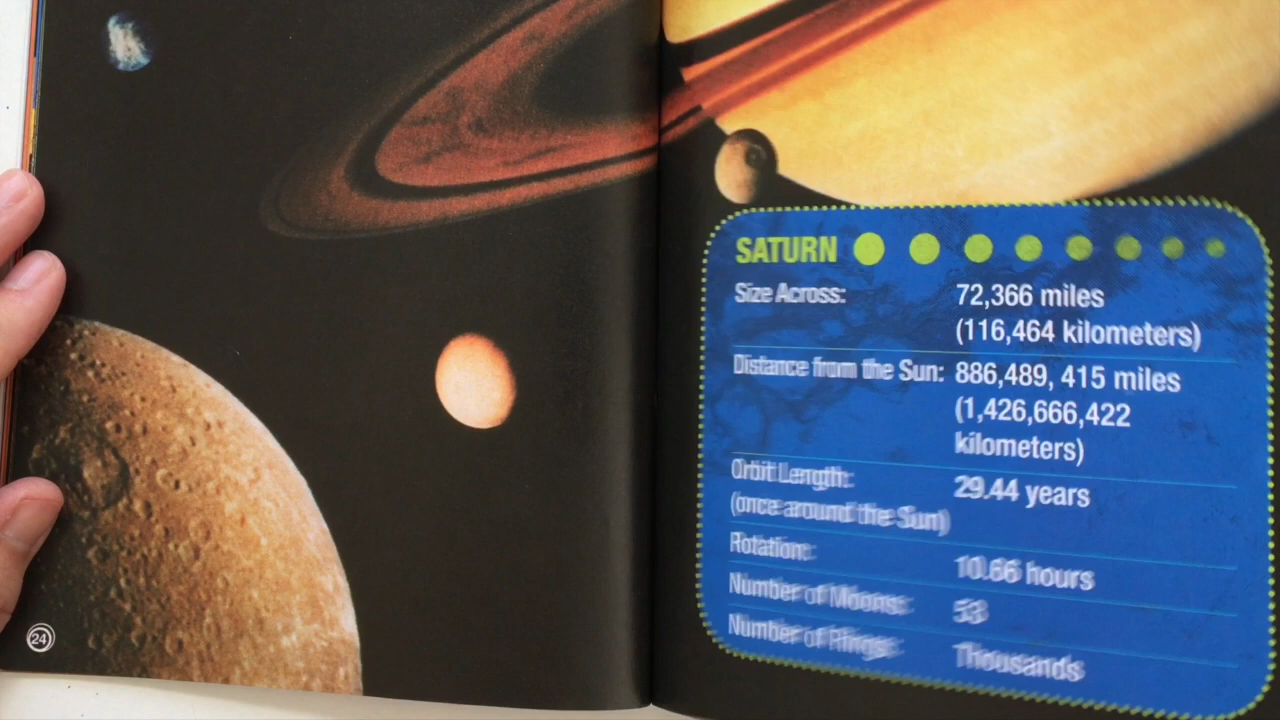 SATURN
Size Across: 72,366 miles
(116,464 kilometers)
Distance from the Sun: 886,489, 415 miles
(1,426,666,422
kilometers)
Orbit Length: 29.44 years
(once around the Sun)
Rotation: 10.66 hours
Number of Moons: 53
Number of Rings: Thousands
24